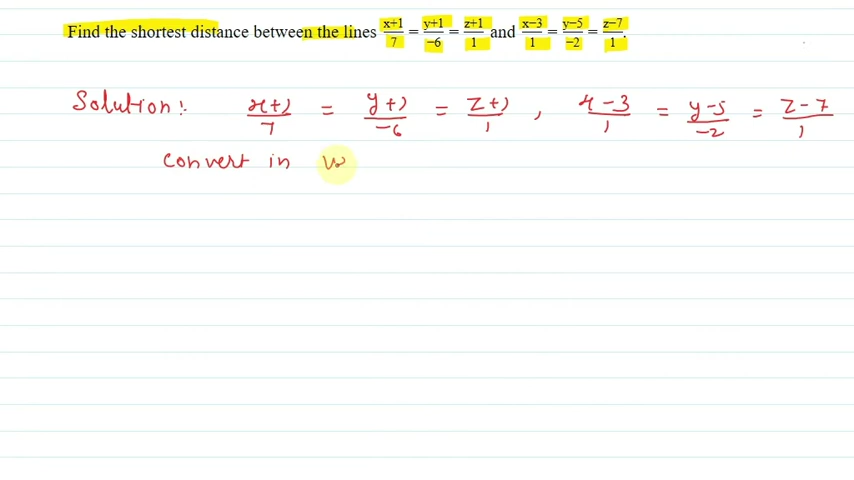 Find the shortest distance between the lines x+1/7 = y+1/−6 = z+1/1 and x−3/1 = y−5/−2 = z−7/1.
Solution: x+1/7 = y+1/−6 = z+1/1 , x−3/1 = y−5/−2 = z−7/1
Convert in